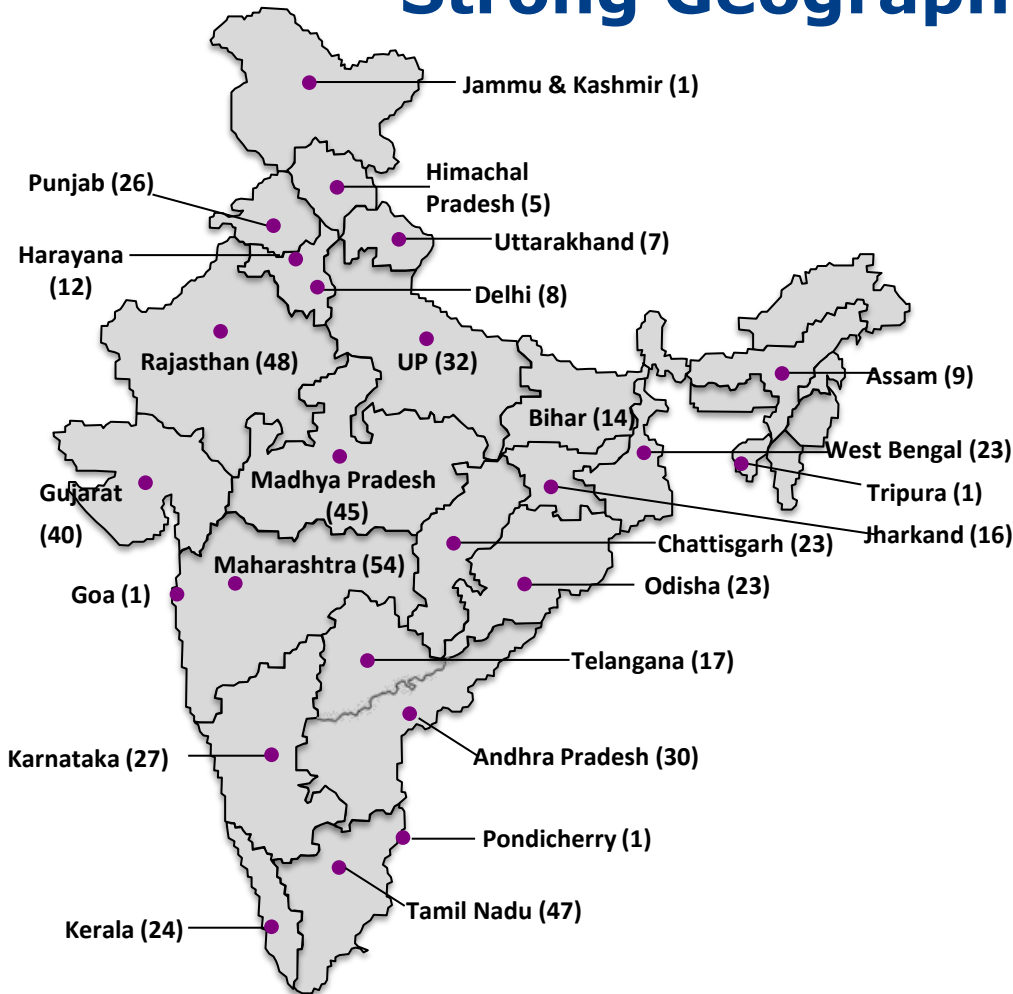 Strong Geograph
Jammu & Kashmir (1)
Himachal
Pradesh (5)
Punjab (26)
Uttarakhand (7)
Harayana
(12)
Delhi (8)
Rajasthan (48)
UP (32)
Assam (9)
Bihar (14)
West Bengal (23)
Madhya Pradesh
(45)
Gujarat
(40)
Tripura (1)
Jharkand (16)
Chattisgarh (23)
Maharashtra (54)
Odisha (23)
Goa (1)
Telangana (17)
Karnataka (27)
Andhra Pradesh (30)
Pondicherry (1)
Tamil Nadu (47)
Kerala (24)